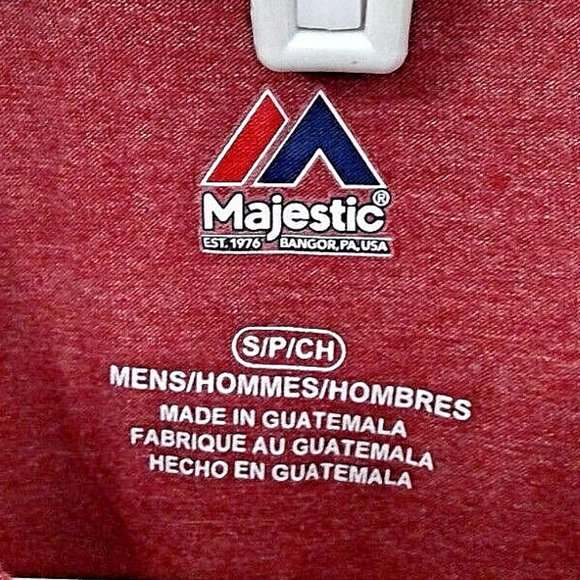 Majestic®
EST. 1976 BANGOR, PA, USA
S/P/CH
MENS/HOMMES/HOMBRES
MADE IN GUATEMALA
FABRIQUE AU GUATEMALA
HECHO EN GUATEMALA